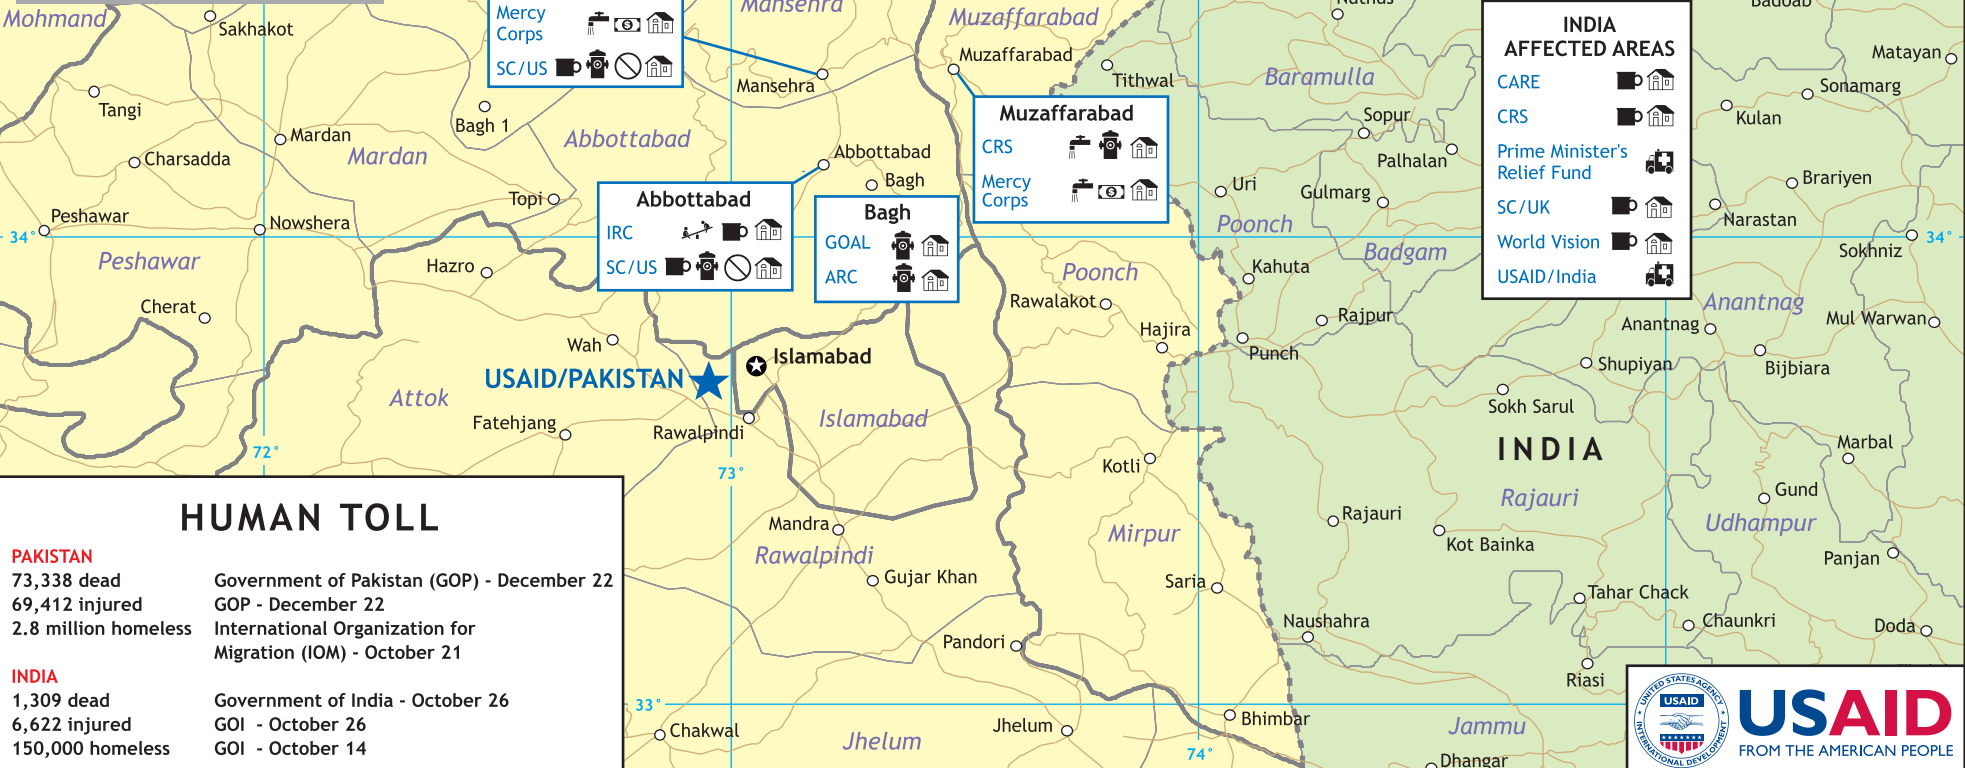 Mohmand
Sakhakot
Tangi
Charsadda
Mardan
Mardan
Peshawar
Nowshera
34°
Peshawar
Cherat
Bagh 1
Topi
Hazro
Abbottabad
Mercy
Corps
SC/US
Mansehra
Mansehra
Abbottabad
Bagh
Abbottabad
IRC
SC/US
Bagh
GOAL
ARC
Muzaffarabad
Muzaffarabad
Tithwal
Muzaffarabad
CRS
Mercy
Corps
Baramulla
Sopur
Palhalan
Uri
Gulmarg
Poonch
Badgam
Kahuta
Poonch
Rawalakot
Hajira
Punch
Rajpur
INDIA
AFFECTED AREAS
CARE
CRS
Prime Minister's
Relief Fund
SC/UK
World Vision
USAID/India
Badoab
Matayan
Sonamarg
Kulan
Brariyen
Narastan
Sokhniz
34°
Anantnag
Anantnag
Mul Warwan
Shupiyan
Bijbiara
Sokh Sarul
INDIA
Rajauri
Marbal
Gund
Udhampur
Panjan
Rajauri
Kot Bainka
Tahar Chack
Chaunkri
Doda
Naushahra
Riasi
Jammu
Dhangar
Wah
Islamabad
USAID/PAKISTAN
Attok
Fatehjang
Rawalpindi
Islamabad
72°
73°
Kotli
Mandra
Rawalpindi
Gujar Khan
Mirpur
Saria
Pandori
33°
Chakwal
Jhelum
Jhelum
Bhimbar
74°
HUMAN TOLL
PAKISTAN
73,338 dead Government of Pakistan (GOP) - December 22
69,412 injured GOP - December 22
2.8 million homeless International Organization for
Migration (IOM) - October 21
INDIA
1,309 dead Government of India - October 26
6,622 injured GOI - October 26
150,000 homeless GOI - October 14
UNITED STATES AGENCY
USAID
INTERNATIONAL DEVELOPMENT
USAID
FROM THE AMERICAN PEOPLE